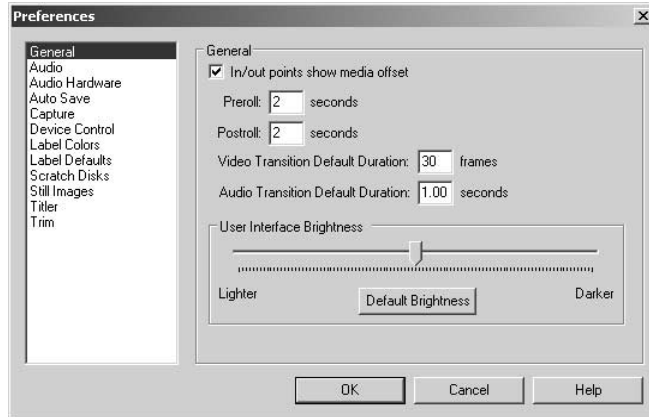 Preferences
General
Audio
Audio Hardware
Auto Save
Capture
Device Control
Label Colors
Label Defaults
Scratch Disks
Still Images
Titler
Trim
General
In/out points show media offset
Preroll: 2 seconds
Postroll: 2 seconds
Video Transition Default Duration: 30 frames
Audio Transition Default Duration: 1.00 seconds
User Interface Brightness
Lighter Darker
Default Brightness
OK Cancel Help